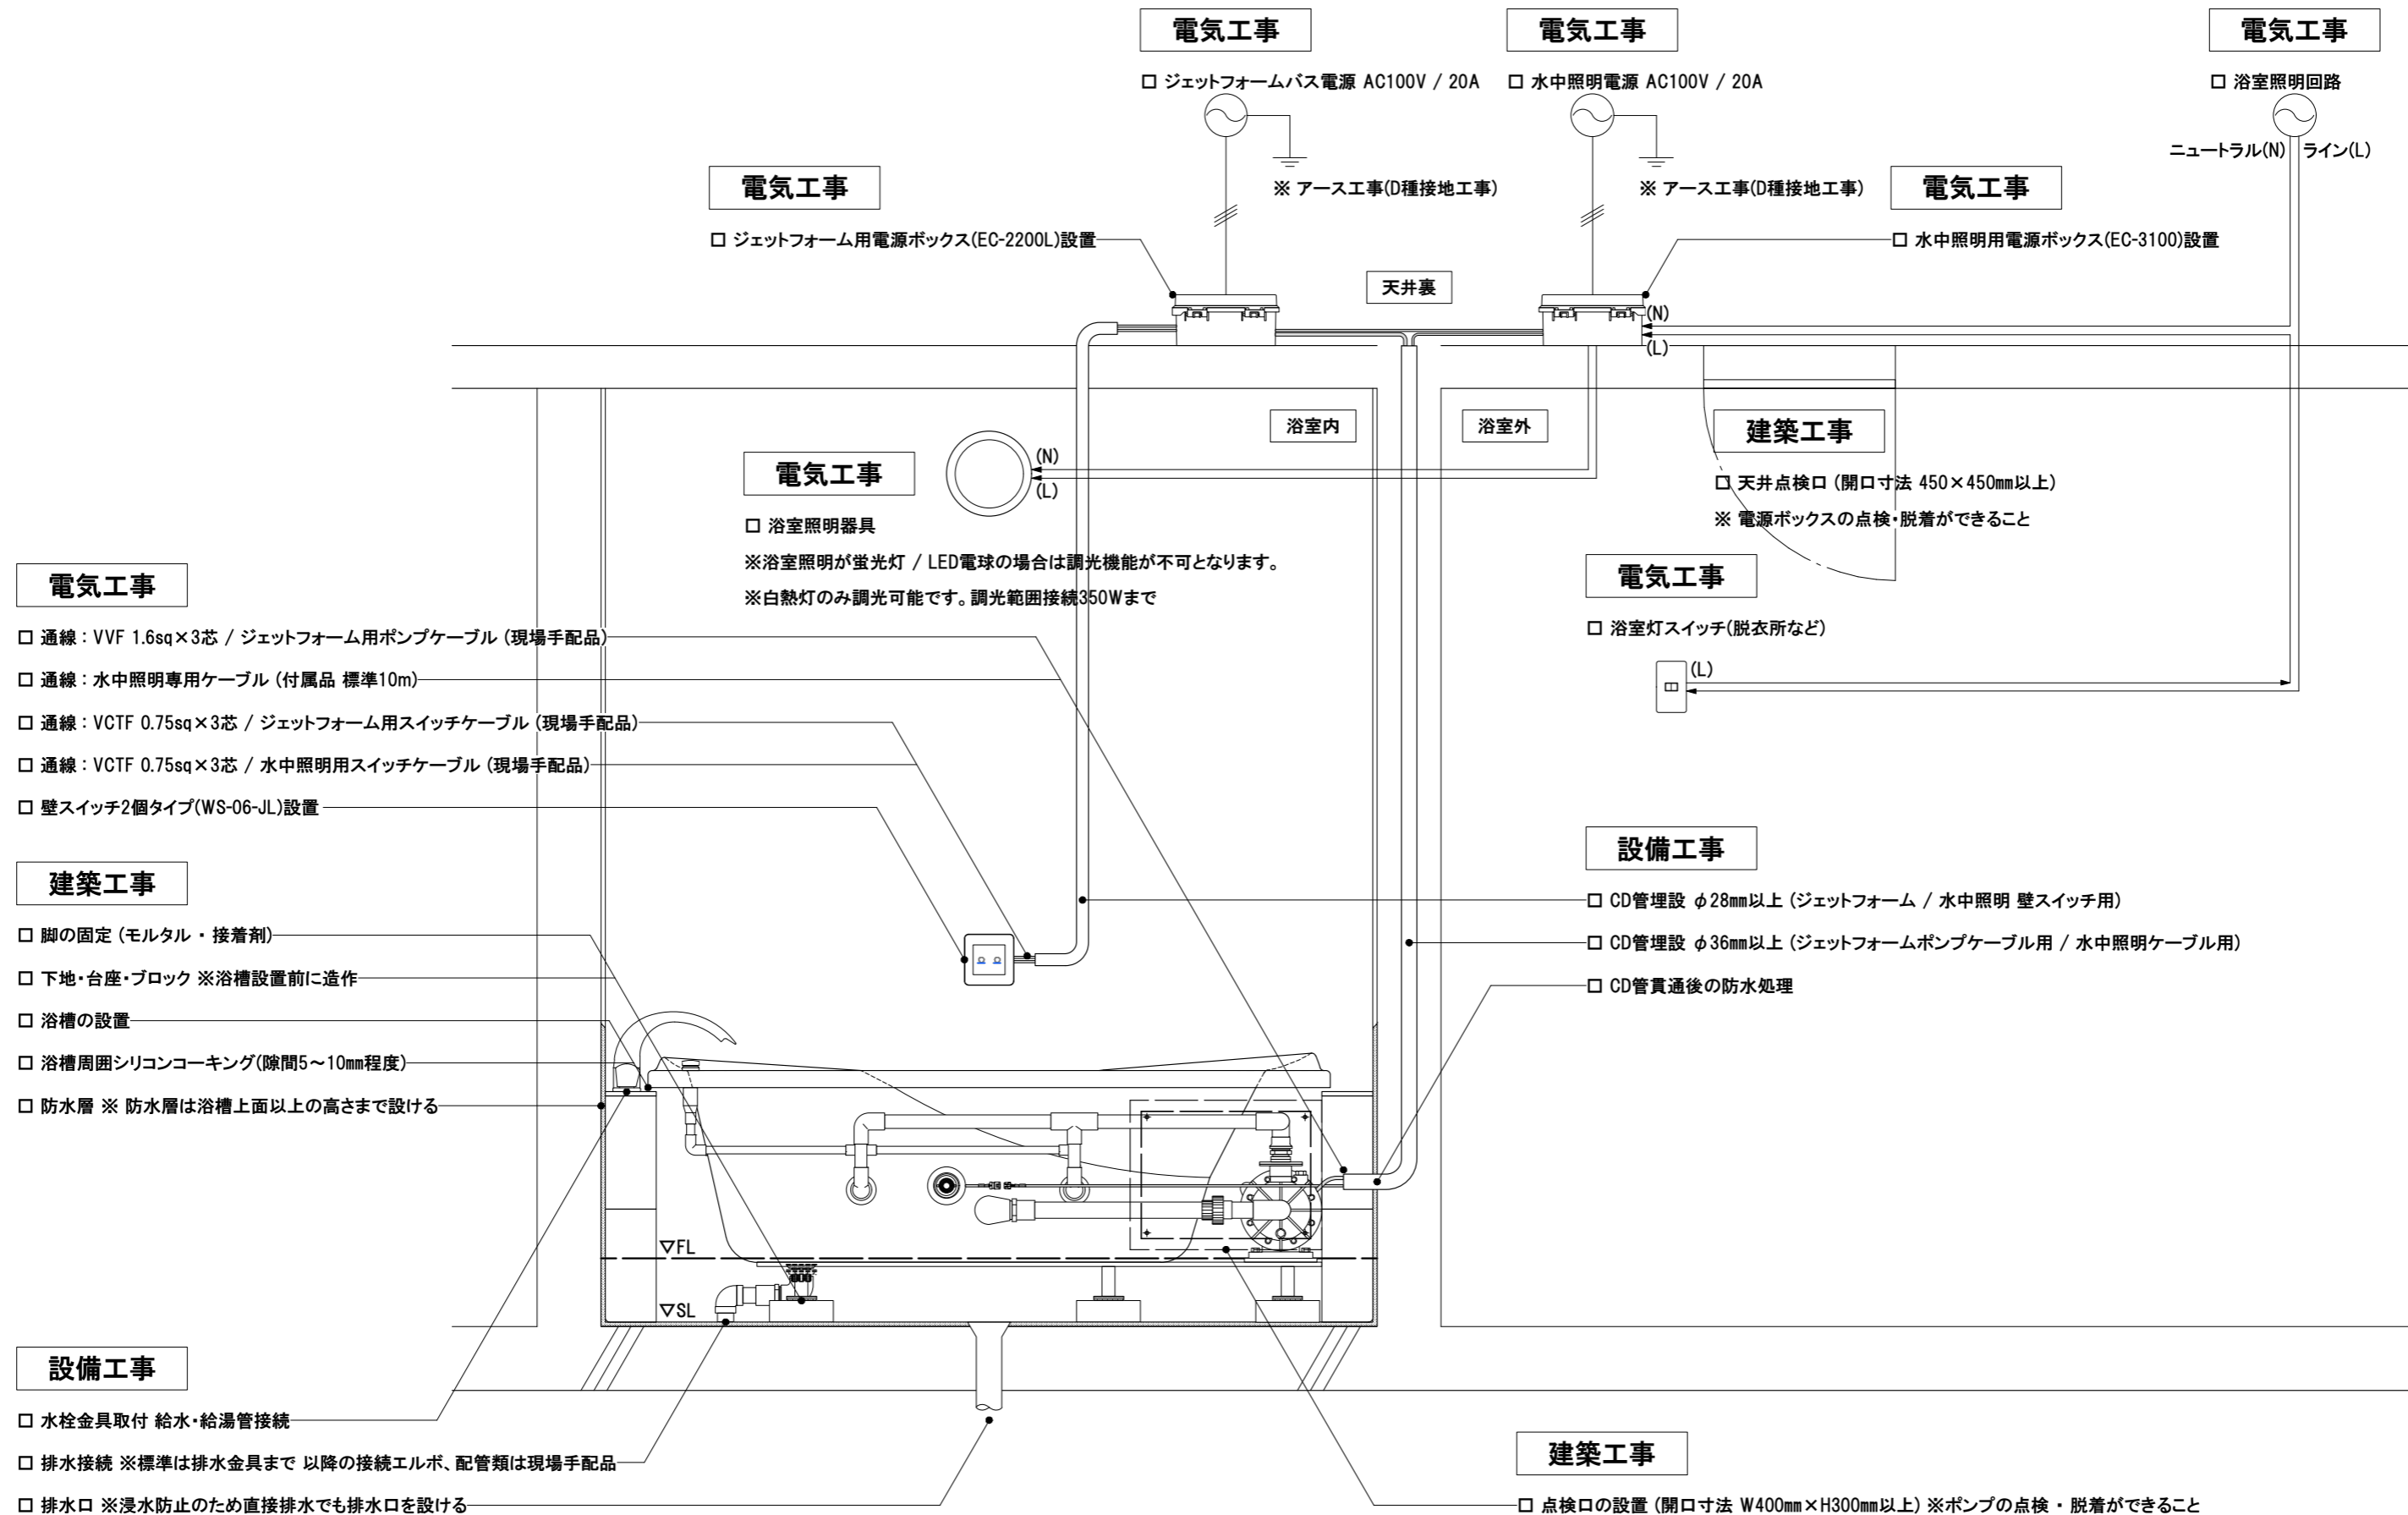 電気工事
□ ジェットフォームバス電源 AC100V / 20A
※ アース工事(D種接地工事)
電気工事
□ 水中照明電源 AC100V / 20A
※ アース工事(D種接地工事)
電気工事
□ 浴室照明回路
ニュートラル(N)
ライン(L)
電気工事
□ ジェットフォーム用電源ボックス(EC-2200L)設置
電気工事
□ 水中照明用電源ボックス(EC-3100)設置
天井裏
(N)
(L)
浴室内
浴室外
電気工事
(N)
(L)
□ 浴室照明器具
※浴室照明が蛍光灯 / LED電球の場合は調光機能が不可となります。
※白熱灯のみ調光可能です。調光範囲接続350Wまで
建築工事
□ 天井点検口 (開口寸法 450×450㎜以上)
※ 電源ボックスの点検・脱着ができること
電気工事
□ 浴室灯スイッチ(脱衣所など)
(L)
電気工事
□ 通線：VVF 1.6sq×3芯 / ジェットフォーム用ポンプケーブル (現場手配品)
□ 通線：水中照明専用ケーブル (付属品 標準10m)
□ 通線：VCTF 0.75sq×3芯 / ジェットフォーム用スイッチケーブル (現場手配品)
□ 通線：VCTF 0.75sq×3芯 / 水中照明用スイッチケーブル (現場手配品)
□ 壁スイッチ2個タイプ(WS-06-JL)設置
建築工事
□ 脚の固定 (モルタル ・ 接着剤)
□ 下地・台座・ブロック ※浴槽設置前に造作
□ 浴槽の設置
□ 浴槽周囲シリコンコーキング(隙間5～10㎜程度)
□ 防水層 ※ 防水層は浴槽上面以上の高さまで設ける
設備工事
□ CD管埋設 φ28㎜以上 (ジェットフォーム / 水中照明 壁スイッチ用)
□ CD管埋設 φ36㎜以上 (ジェットフォームポンプケーブル用 / 水中照明ケーブル用)
□ CD管貫通後の防水処理
▽FL
▽SL
設備工事
□ 水栓金具取付 給水・給湯管接続
□ 排水接続 ※標準は排水金具まで 以降の接続エルボ、配管類は現場手配品
□ 排水口 ※浸水防止のため直接排水でも排水口を設ける
建築工事
□ 点検口の設置 (開口寸法 W400㎜×H300㎜以上) ※ポンプの点検 ・ 脱着ができること